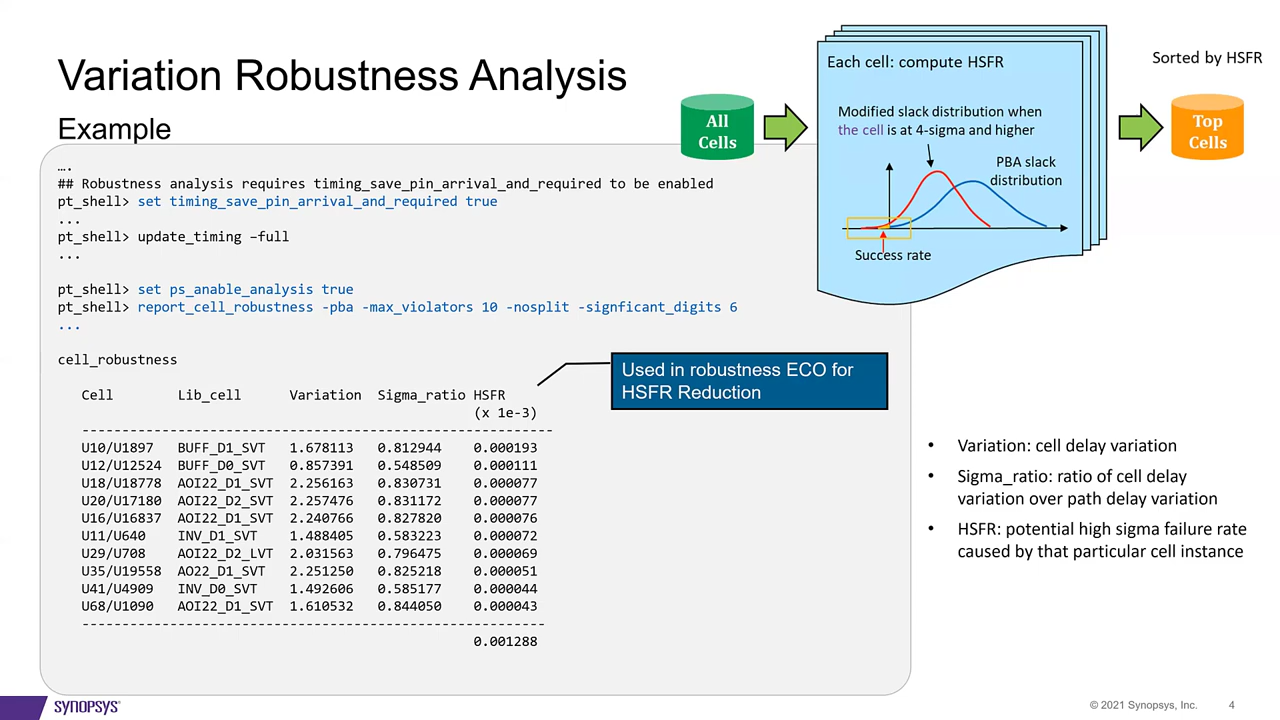 Variation Robustness Analysis
Example
….
## Robustness analysis requires timing_save_pin_arrival_and_required to be enabled
pt_shell> set timing_save_pin_arrival_and_required true
...
pt_shell> update_timing –full
...
pt_shell> set ps_anable_analysis true
pt_shell> report_cell_robustness -pba -max_violators 10 -nosplit -signficant_digits 6
...
cell_robustness
Cell Lib_cell Variation Sigma_ratio HSFR
(x 1e-3)
-----------------------------------------------------------
U10/U1897 BUFF_D1_SVT 1.678113 0.812944 0.000193
U12/U12524 BUFF_D0_SVT 0.857391 0.548509 0.000111
U18/U18778 AOI22_D1_SVT 2.256163 0.830731 0.000077
U20/U17180 AOI22_D2_SVT 2.257476 0.831172 0.000077
U16/U16837 AOI22_D1_SVT 2.240766 0.827820 0.000076
U11/U640 INV_D1_SVT 1.488405 0.583223 0.000072
U29/U708 AOI22_D2_LVT 2.031563 0.796475 0.000069
U35/U19558 AO22_D1_SVT 2.251250 0.825218 0.000051
U41/U4909 INV_D0_SVT 1.492606 0.585177 0.000044
U68/U1090 AOI22_D1_SVT 1.610532 0.844050 0.000043
----------------------------------------------------------
0.001288
Used in robustness ECO for
HSFR Reduction
All
Cells
Each cell: compute HSFR
Modified slack distribution when
the cell is at 4-sigma and higher
PBA slack
distribution
Success rate
Sorted by HSFR
Top
Cells
• Variation: cell delay variation
• Sigma_ratio: ratio of cell delay
variation over path delay variation
• HSFR: potential high sigma failure rate
caused by that particular cell instance
SYNOPSYS®
© 2021 Synopsys, Inc. 4